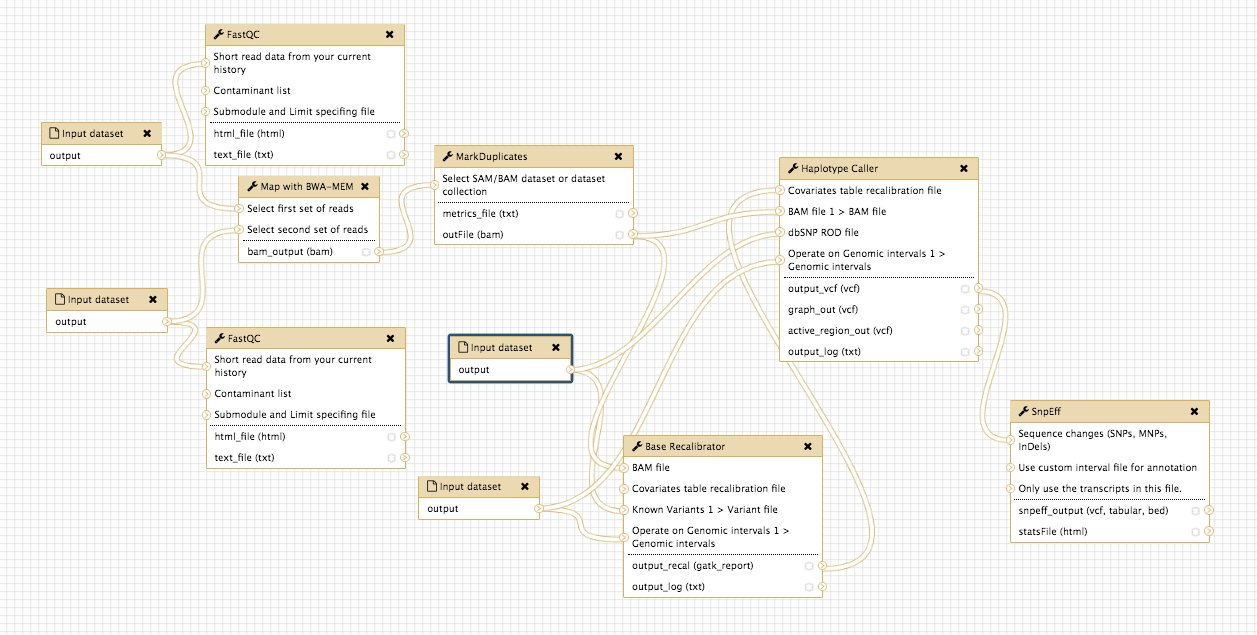 FastQC
Short read data from your current
history
Contaminant list
Submodule and Limit specifing file
html_file (html)
text_file (txt)
Input dataset
output
Map with BWA-MEM
Select first set of reads
Select second set of reads
bam_output (bam)
MarkDuplicates
Select SAM/BAM dataset or dataset
collection
metrics_file (txt)
outFile (bam)
Haplotype Caller
Covariates table recalibration file
BAM file 1 > BAM file
dbSNP ROD file
Operate on Genomic intervals 1 >
Genomic intervals
output_vcf (vcf)
graph_out (vcf)
active_region_out (vcf)
output_log (txt)
Input dataset
output
FastQC
Short read data from your current
history
Contaminant list
Submodule and Limit specifing file
html_file (html)
text_file (txt)
Input dataset
output
Input dataset
output
Base Recalibrator
BAM file
Covariates table recalibration file
Known Variants 1 > Variant file
Operate on Genomic intervals 1 >
Genomic intervals
output_recal (gatk_report)
output_log (txt)
SnpEff
Sequence changes (SNPs, MNPs,
InDels)
Use custom interval file for annotation
Only use the transcripts in this file.
snpeff_output (vcf, tabular, bed)
statsFile (html)